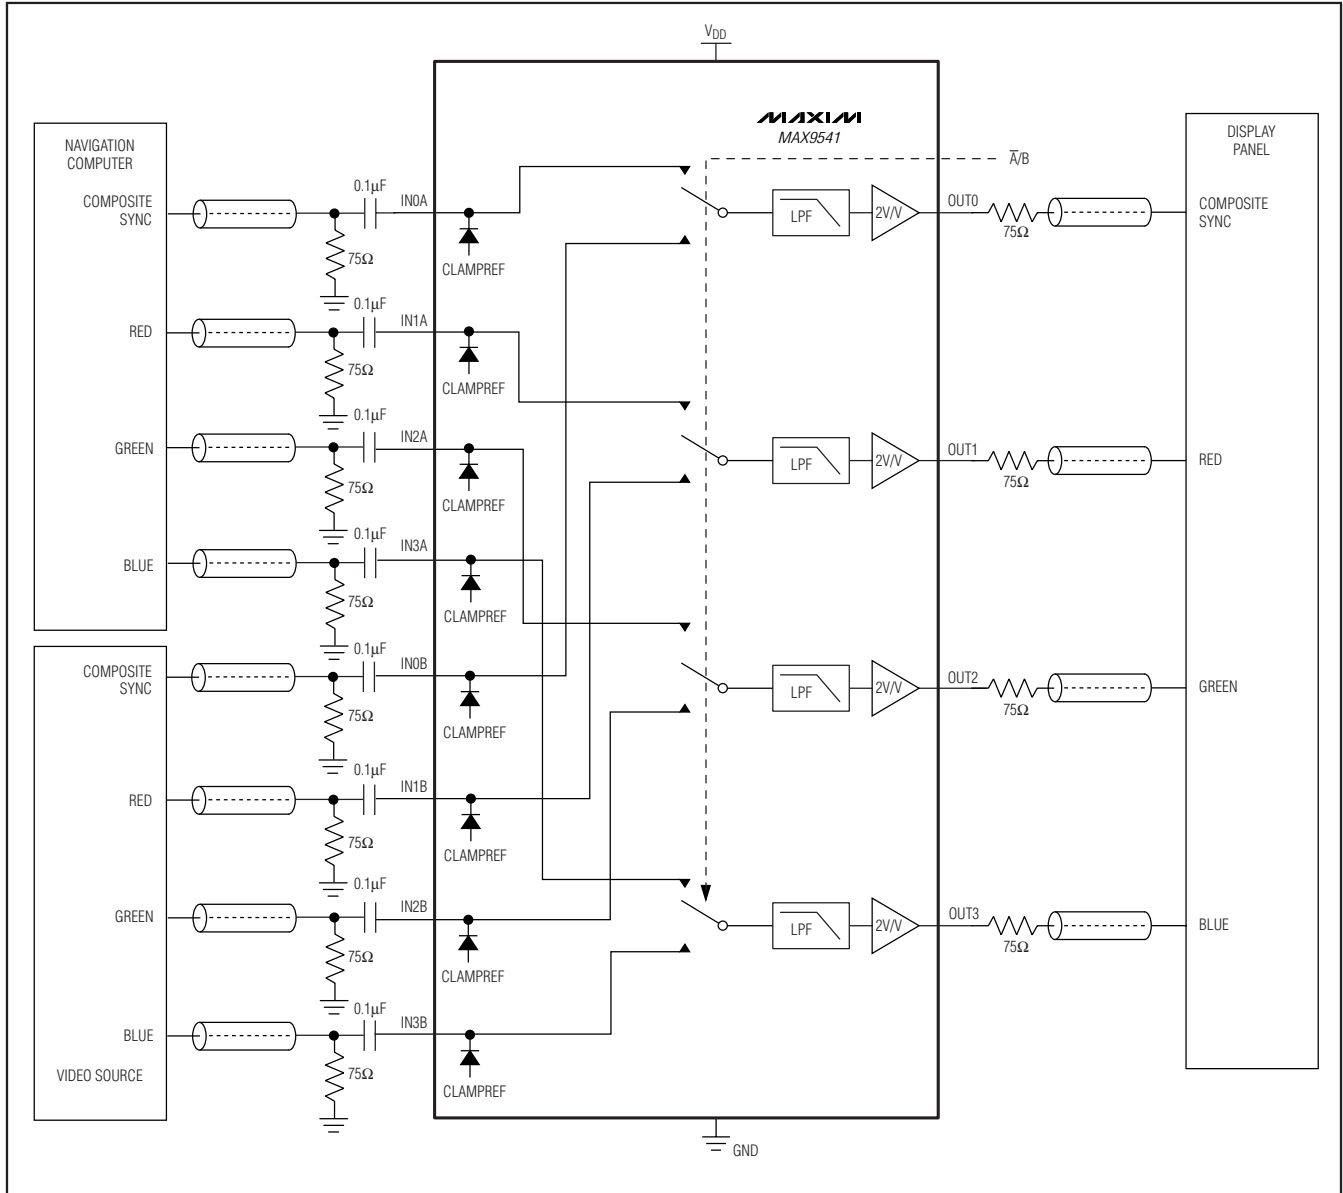 V_DD
MAXIM
MAX9541
A̅/B
NAVIGATION
COMPUTER
COMPOSITE
SYNC
0.1µF
75Ω
IN0A
CLAMPREF
LPF
2V/V
OUT0
75Ω
DISPLAY
PANEL
COMPOSITE
SYNC
RED
0.1µF
75Ω
IN1A
CLAMPREF
GREEN
0.1µF
75Ω
IN2A
CLAMPREF
LPF
2V/V
OUT1
75Ω
RED
BLUE
0.1µF
75Ω
IN3A
CLAMPREF
COMPOSITE
SYNC
0.1µF
75Ω
IN0B
CLAMPREF
LPF
2V/V
OUT2
75Ω
GREEN
RED
0.1µF
75Ω
IN1B
CLAMPREF
GREEN
0.1µF
75Ω
IN2B
CLAMPREF
LPF
2V/V
OUT3
75Ω
BLUE
BLUE
0.1µF
75Ω
IN3B
CLAMPREF
VIDEO SOURCE
GND